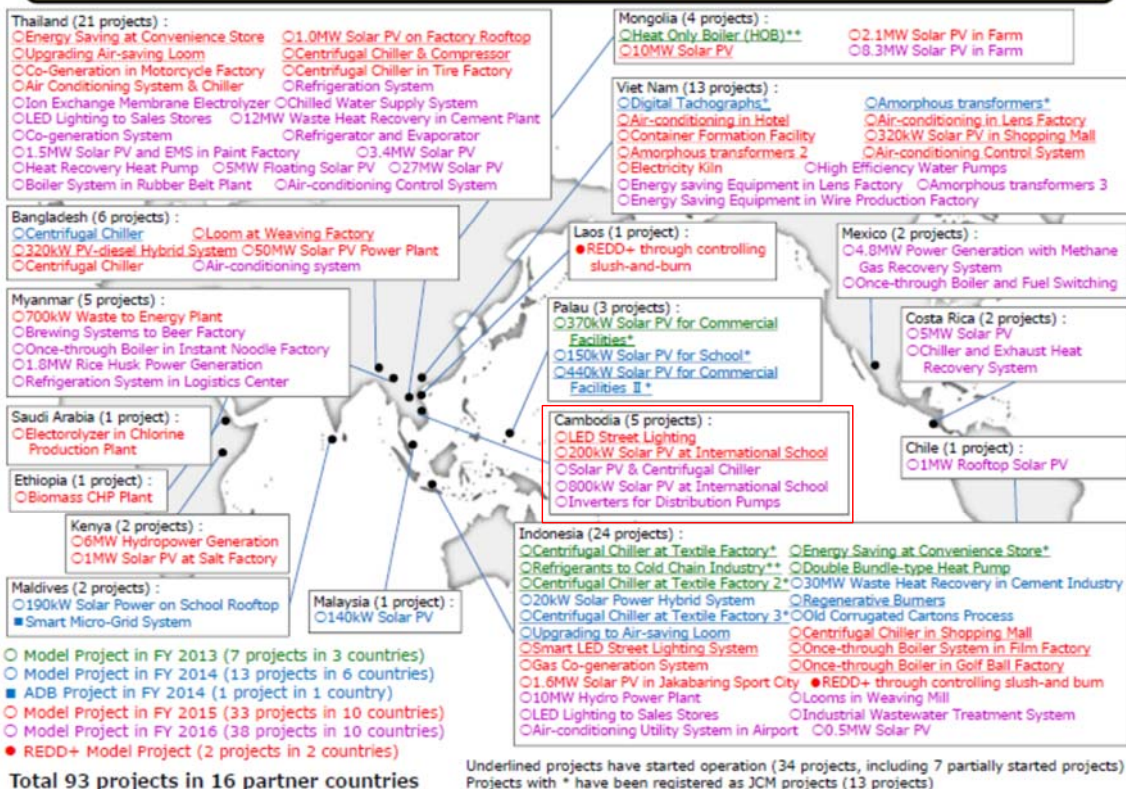 Thailand (21 projects) :
○Energy Saving at Convenience Store ○1.0MW Solar PV on Factory Rooftop
○Upgrading Air-saving Loom ○Centrifugal Chiller & Compressor
○Co-Generation in Motorcycle Factory ○Centrifugal Chiller in Tire Factory
○Air Conditioning System & Chiller ○Refrigeration System
○Ion Exchange Membrane Electrolyzer ○Chilled Water Supply System
○LED Lighting to Sales Stores ○12MW Waste Heat Recovery in Cement Plant
○Co-generation System ○Refrigerator and Evaporator
○1.5MW Solar PV and EMS in Paint Factory ○3.4MW Solar PV
○Heat Recovery Heat Pump ○5MW Floating Solar PV ○27MW Solar PV
○Boiler System in Rubber Belt Plant ○Air-conditioning Control System
Mongolia (4 projects) :
○Heat Only Boiler (HOB)** ○2.1MW Solar PV in Farm
○10MW Solar PV ○8.3MW Solar PV in Farm
Viet Nam (13 projects) :
○Digital Tachographs* ○Amorphous transformers*
○Air-conditioning in Hotel ○Air-conditioning in Lens Factory
○Container Formation Facility ○320kW Solar PV in Shopping Mall
○Amorphous transformers 2 ○Air-conditioning Control System
○Electricity Kiln ○High Efficiency Water Pumps
○Energy saving Equipment in Lens Factory ○Amorphous transformers 3
○Energy Saving Equipment in Wire Production Factory
Bangladesh (6 projects) :
○Centrifugal Chiller ○Loom at Weaving Factory
○320kW PV-diesel Hybrid System ○50MW Solar PV Power Plant
○Centrifugal Chiller ○Air-conditioning system
Laos (1 project) :
●REDD+ through controlling
slush-and-burn
Mexico (2 projects) :
○4.8MW Power Generation with Methane
Gas Recovery System
○Once-through Boiler and Fuel Switching
Myanmar (5 projects) :
○700kW Waste to Energy Plant
○Brewing Systems to Beer Factory
○Once-through Boiler in Instant Noodle Factory
○1.8MW Rice Husk Power Generation
○Refrigeration System in Logistics Center
Palau (3 projects) :
○370kW Solar PV for Commercial
Facilities*
○150kW Solar PV for School*
○440kW Solar PV for Commercial
Facilities Ⅱ*
Costa Rica (2 projects) :
○5MW Solar PV
○Chiller and Exhaust Heat
Recovery System
Saudi Arabia (1 project) :
○Electorolyzer in Chlorine
Production Plant
Cambodia (5 projects) :
○LED Street Lighting
○200kW Solar PV at International School
○Solar PV & Centrifugal Chiller
○800kW Solar PV at International School
○Inverters for Distribution Pumps
Chile (1 project) :
○1MW Rooftop Solar PV
Ethiopia (1 project) :
○Biomass CHP Plant
Kenya (2 projects) :
○6MW Hydropower Generation
○1MW Solar PV at Salt Factory
Maldives (2 projects) :
○190kW Solar Power on School Rooftop
■Smart Micro-Grid System
Malaysia (1 project) :
○140kW Solar PV
Indonesia (24 projects) :
○Centrifugal Chiller at Textile Factory* ○Energy Saving at Convenience Store*
○Refrigerants to Cold Chain Industry** ○Double Bundle-type Heat Pump
○Centrifugal Chiller at Textile Factory 2* ○30MW Waste Heat Recovery in Cement Industry
○20kW Solar Power Hybrid System ○Regenerative Burners
○Centrifugal Chiller at Textile Factory 3* ○Old Corrugated Cartons Process
○Upgrading to Air-saving Loom ○Centrifugal Chiller in Shopping Mall
○Smart LED Street Lighting System ○Once-through Boiler System in Film Factory
○Gas Co-generation System ○Once-through Boiler in Golf Ball Factory
○1.6MW Solar PV in Jakabaring Sport City ●REDD+ through controlling slush-and burn
○10MW Hydro Power Plant ○Looms in Weaving Mill
○LED Lighting to Sales Stores ○Industrial Wastewater Treatment System
○Air-conditioning Utility System in Airport ○0.5MW Solar PV
○ Model Project in FY 2013 (7 projects in 3 countries)
○ Model Project in FY 2014 (13 projects in 6 countries)
■ ADB Project in FY 2014 (1 project in 1 country)
○ Model Project in FY 2015 (33 projects in 10 countries)
○ Model Project in FY 2016 (38 projects in 10 countries)
● REDD+ Model Project (2 projects in 2 countries)
Total 93 projects in 16 partner countries
Underlined projects have started operation (34 projects, including 7 partially started projects)
Projects with * have been registered as JCM projects (13 projects)